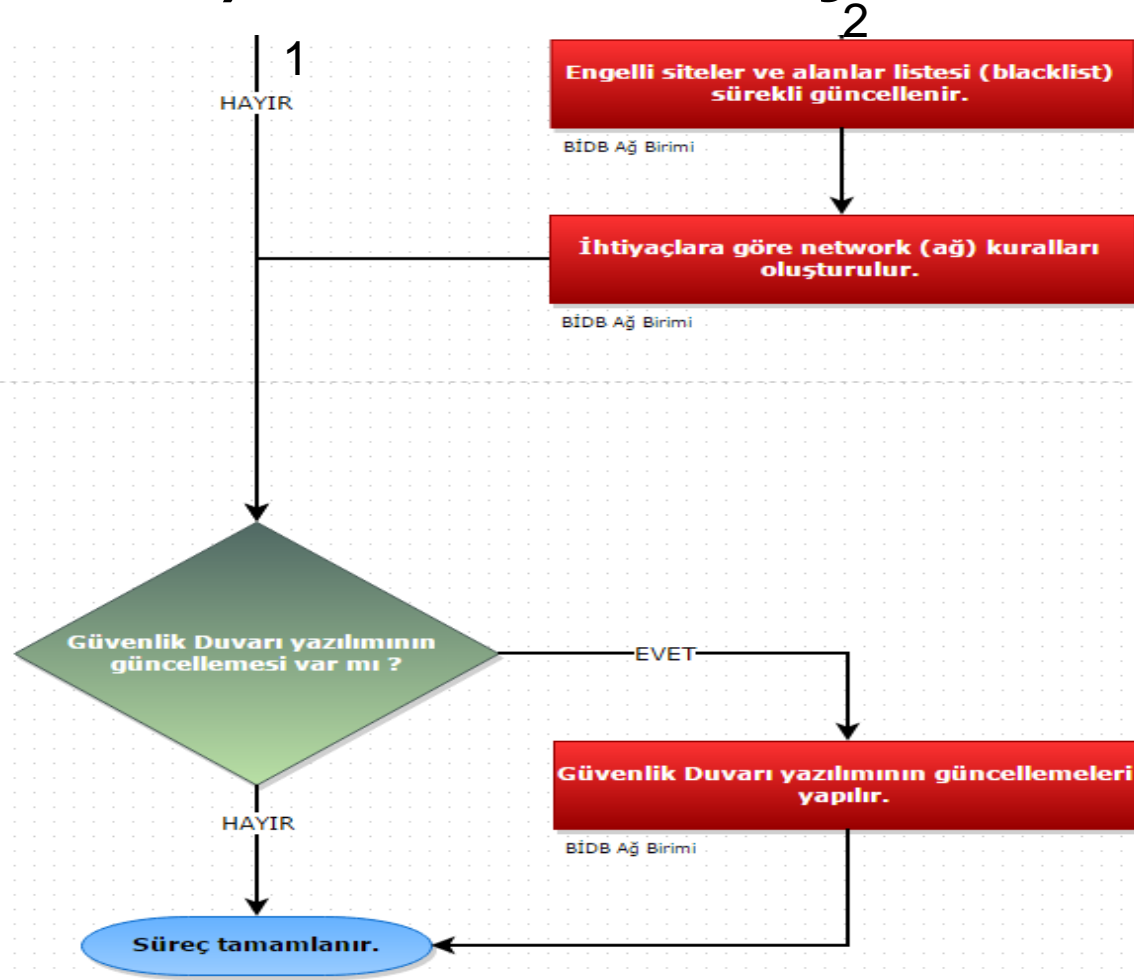 1
2
HAYIR
Engelli siteler ve alanlar listesi (blacklist)
sürekli güncellenir.
BİDB Ağ Birimi
İhtiyaçlara göre network (ağ) kuralları
oluşturulur.
BİDB Ağ Birimi
Güvenlik Duvarı yazılımının
güncellemesi var mı ?
EVET
Güvenlik Duvarı yazılımının güncellemeleri
yapılır.
BİDB Ağ Birimi
HAYIR
Süreç tamamlanır.